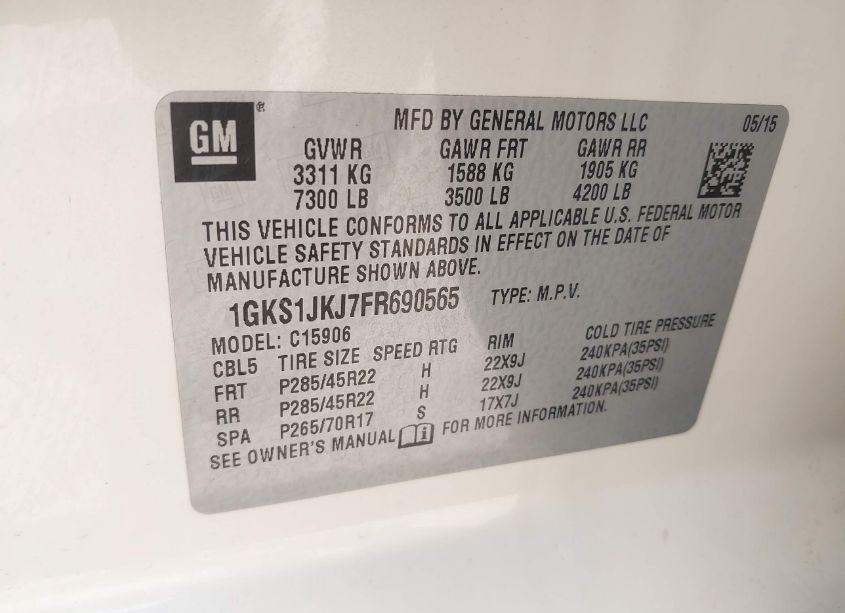 GM
MFD BY GENERAL MOTORS LLC 05/15
GVWR GAWR FRT GAWR RR
3311 KG 1588 KG 1905 KG
7300 LB 3500 LB 4200 LB
THIS VEHICLE CONFORMS TO ALL APPLICABLE U.S. FEDERAL MOTOR
VEHICLE SAFETY STANDARDS IN EFFECT ON THE DATE OF
MANUFACTURE SHOWN ABOVE.
1GKS1JKJ7FR690565 TYPE: M.P.V.
MODEL: C15906
CBL5 TIRE SIZE SPEED RTG RIM COLD TIRE PRESSURE
FRT P285/45R22 H 22X9J 240KPA(35PSI)
RR P285/45R22 H 22X9J 240KPA(35PSI)
SPA P265/70R17 S 17X7J 240KPA(35PSI)
SEE OWNER'S MANUAL FOR MORE INFORMATION.